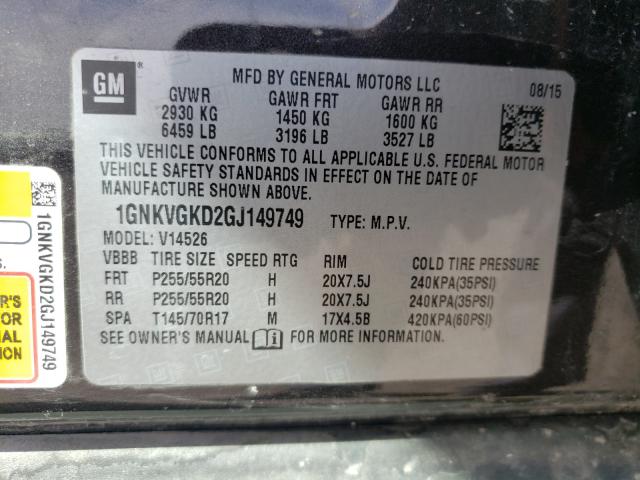 GM
®
MFD BY GENERAL MOTORS LLC
08/15
GVWR GAWR FRT GAWR RR
2930 KG 1450 KG 1600 KG
6459 LB 3196 LB 3527 LB
THIS VEHICLE CONFORMS TO ALL APPLICABLE U.S. FEDERAL MOTOR
VEHICLE SAFETY STANDARDS IN EFFECT ON THE DATE OF
MANUFACTURE SHOWN ABOVE.
1GNKVGKD2GJ149749 TYPE: M.P.V.
MODEL: V14526
VBBB TIRE SIZE SPEED RTG RIM COLD TIRE PRESSURE
FRT P255/55R20 H 20X7.5J 240KPA(35PSI)
RR P255/55R20 H 20X7.5J 240KPA(35PSI)
SPA T145/70R17 M 17X4.5B 420KPA(60PSI)
SEE OWNER'S MANUAL FOR MORE INFORMATION.
1GNKVGKD2GJ149749
S.
R'S
OR
AL
ION